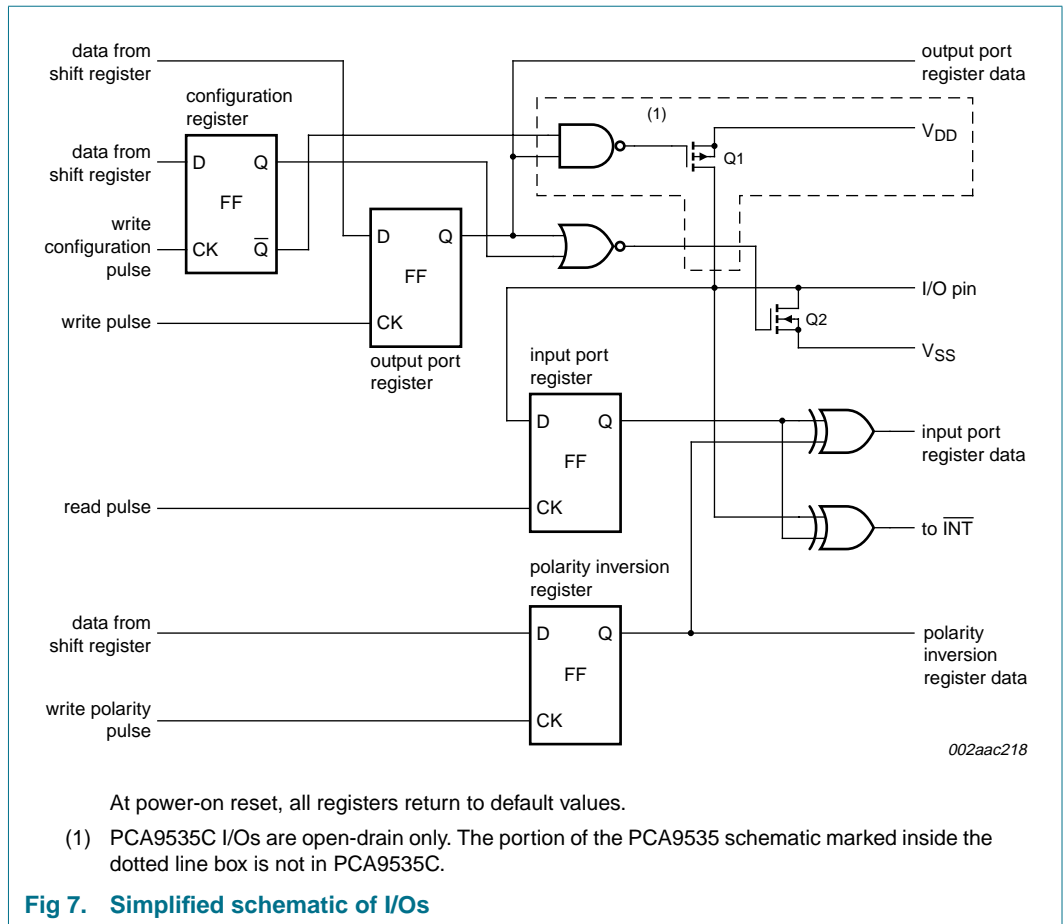 data from
shift register
output port
register data
configuration
register
(1)
V_DD
data from
shift register
D
Q
Q1
FF
write
configuration
pulse
CK
Q̅
D
Q
FF
I/O pin
Q2
write pulse
CK
V_SS
output port
register
input port
register
D
Q
input port
register data
FF
read pulse
CK
to I̅N̅T̅
polarity inversion
register
data from
shift register
D
Q
polarity
inversion
register data
FF
write polarity
pulse
CK
002aac218
At power-on reset, all registers return to default values.
(1) PCA9535C I/Os are open-drain only. The portion of the PCA9535 schematic marked inside the
dotted line box is not in PCA9535C.
Fig 7. Simplified schematic of I/Os